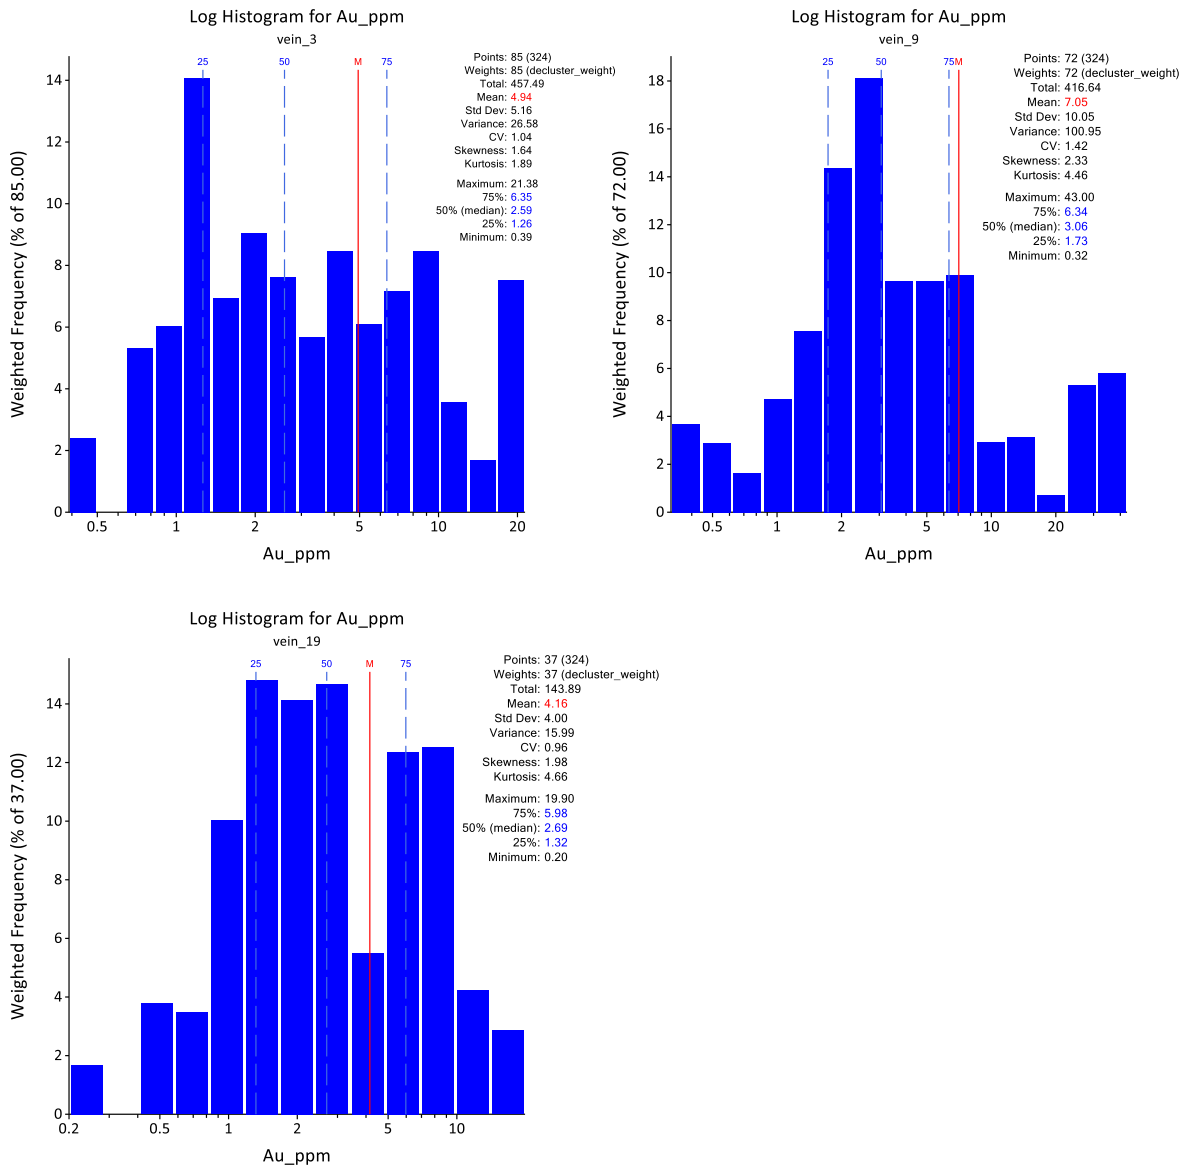 Log Histogram for Au_ppm
vein_3
25 50 M 75
Points: 85 (324)
Weights: 85 (decluster_weight)
Total: 457.49
Mean: 4.94
Std Dev: 5.16
Variance: 26.58
CV: 1.04
Skewness: 1.64
Kurtosis: 1.89
Maximum: 21.38
75%: 6.35
50% (median): 2.59
25%: 1.26
Minimum: 0.39
Weighted Frequency (% of 85.00)
14
12
10
8
6
4
2
0
0.5 1 2 5 10 20
Au_ppm
Log Histogram for Au_ppm
vein_9
25 50 75 M
Points: 72 (324)
Weights: 72 (decluster_weight)
Total: 416.64
Mean: 7.05
Std Dev: 10.05
Variance: 100.95
CV: 1.42
Skewness: 2.33
Kurtosis: 4.46
Maximum: 43.00
75%: 6.34
50% (median): 3.06
25%: 1.73
Minimum: 0.32
Weighted Frequency (% of 72.00)
18
16
14
12
10
8
6
4
2
0
0.5 1 2 5 10 20
Au_ppm
Log Histogram for Au_ppm
vein_19
25 50 M 75
Points: 37 (324)
Weights: 37 (decluster_weight)
Total: 143.89
Mean: 4.16
Std Dev: 4.00
Variance: 15.99
CV: 0.96
Skewness: 1.98
Kurtosis: 4.66
Maximum: 19.90
75%: 5.98
50% (median): 2.69
25%: 1.32
Minimum: 0.20
Weighted Frequency (% of 37.00)
14
12
10
8
6
4
2
0
0.2 0.5 1 2 5 10
Au_ppm